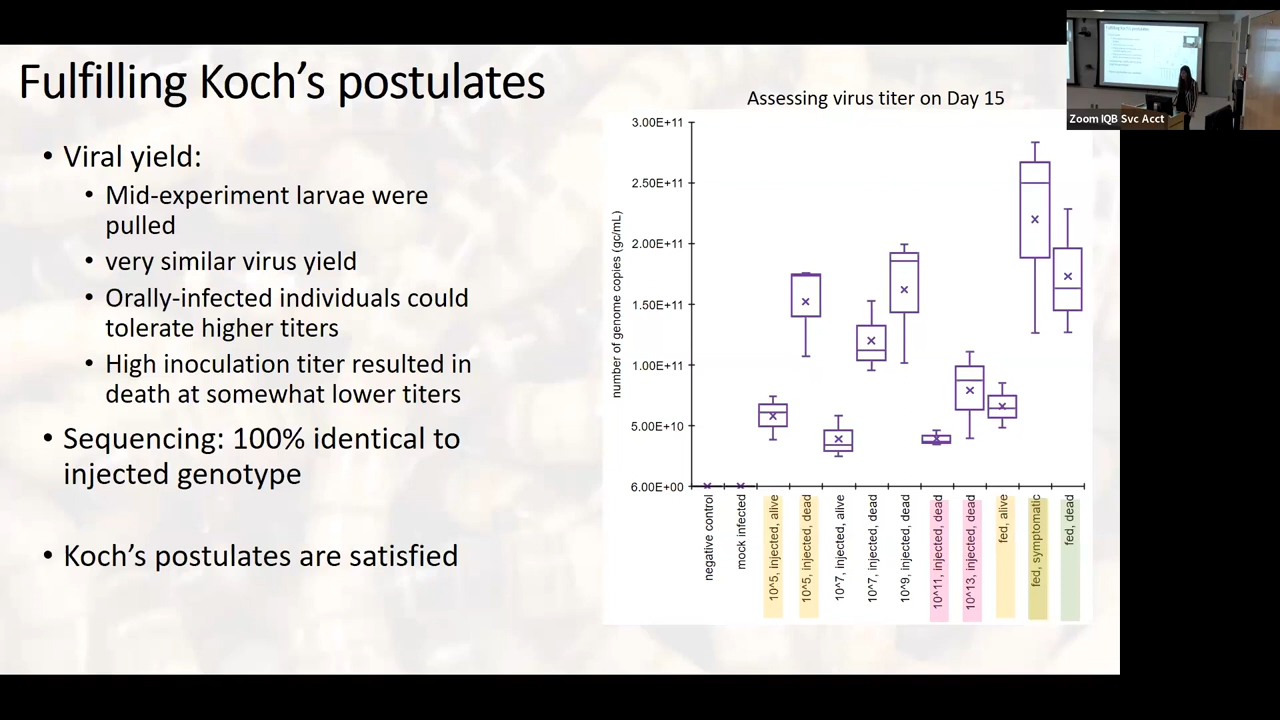 Fulfilling Koch's postulates
• Viral yield:
• Mid-experiment larvae were
pulled
• very similar virus yield
• Orally-infected individuals could
tolerate higher titers
• High inoculation titer resulted in
death at somewhat lower titers
• Sequencing: 100% identical to
injected genotype
• Koch's postulates are satisfied
Assessing virus titer on Day 15
number of genome copies (gc/mL)
3.00E+11
2.50E+11
2.00E+11
1.50E+11
1.00E+11
5.00E+10
6.00E+00
negative control
mock infected
10^5, injected, alive
10^5, injected, dead
10^7, injected, alive
10^7, injected, dead
10^9, injected, dead
10^11, injected, dead
10^13, injected, dead
fed, alive
fed, symptomatic
fed, dead
Zoom IQB Svc Acct